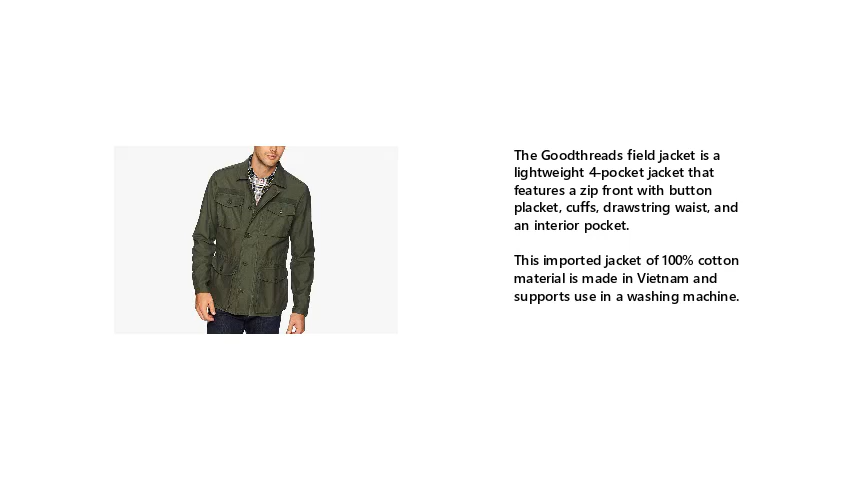 The Goodthreads field jacket is a
lightweight 4-pocket jacket that
features a zip front with button
placket, cuffs, drawstring waist, and
an interior pocket.
This imported jacket of 100% cotton
material is made in Vietnam and
supports use in a washing machine.